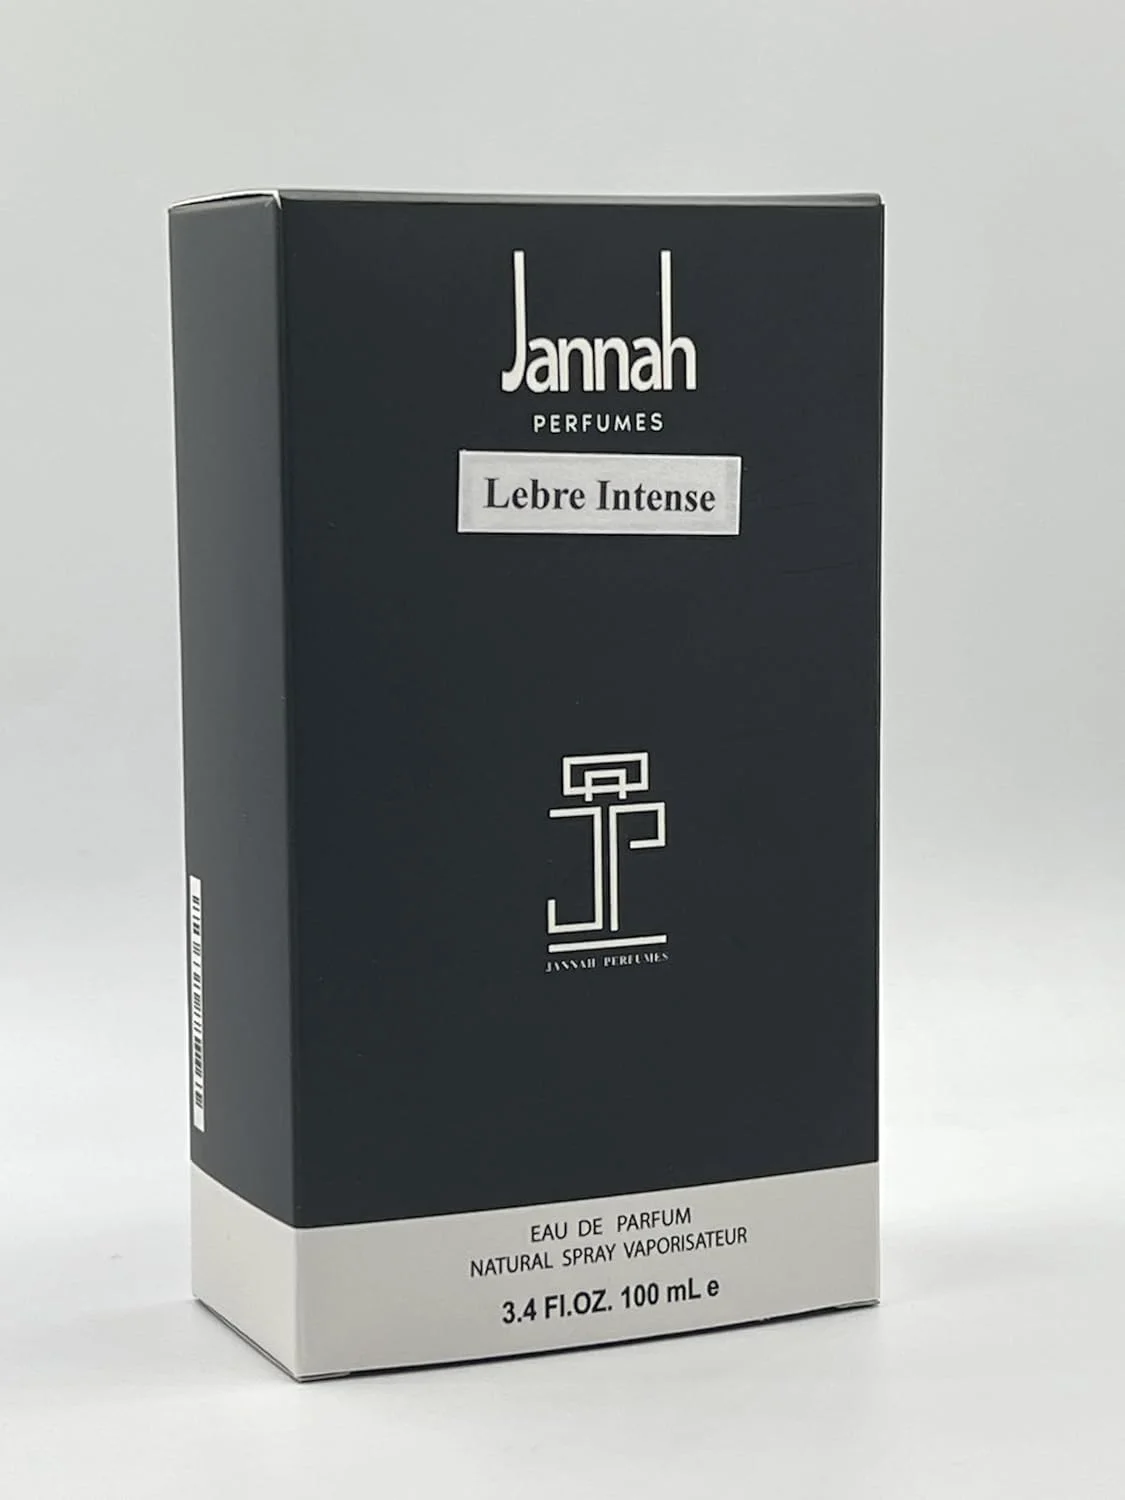 Jannah
PERFUMES
Lebre Intense
JANNAH PERFUMES
EAU DE PARFUM
NATURAL SPRAY VAPORISATEUR
3.4 Fl.OZ. 100 mL e